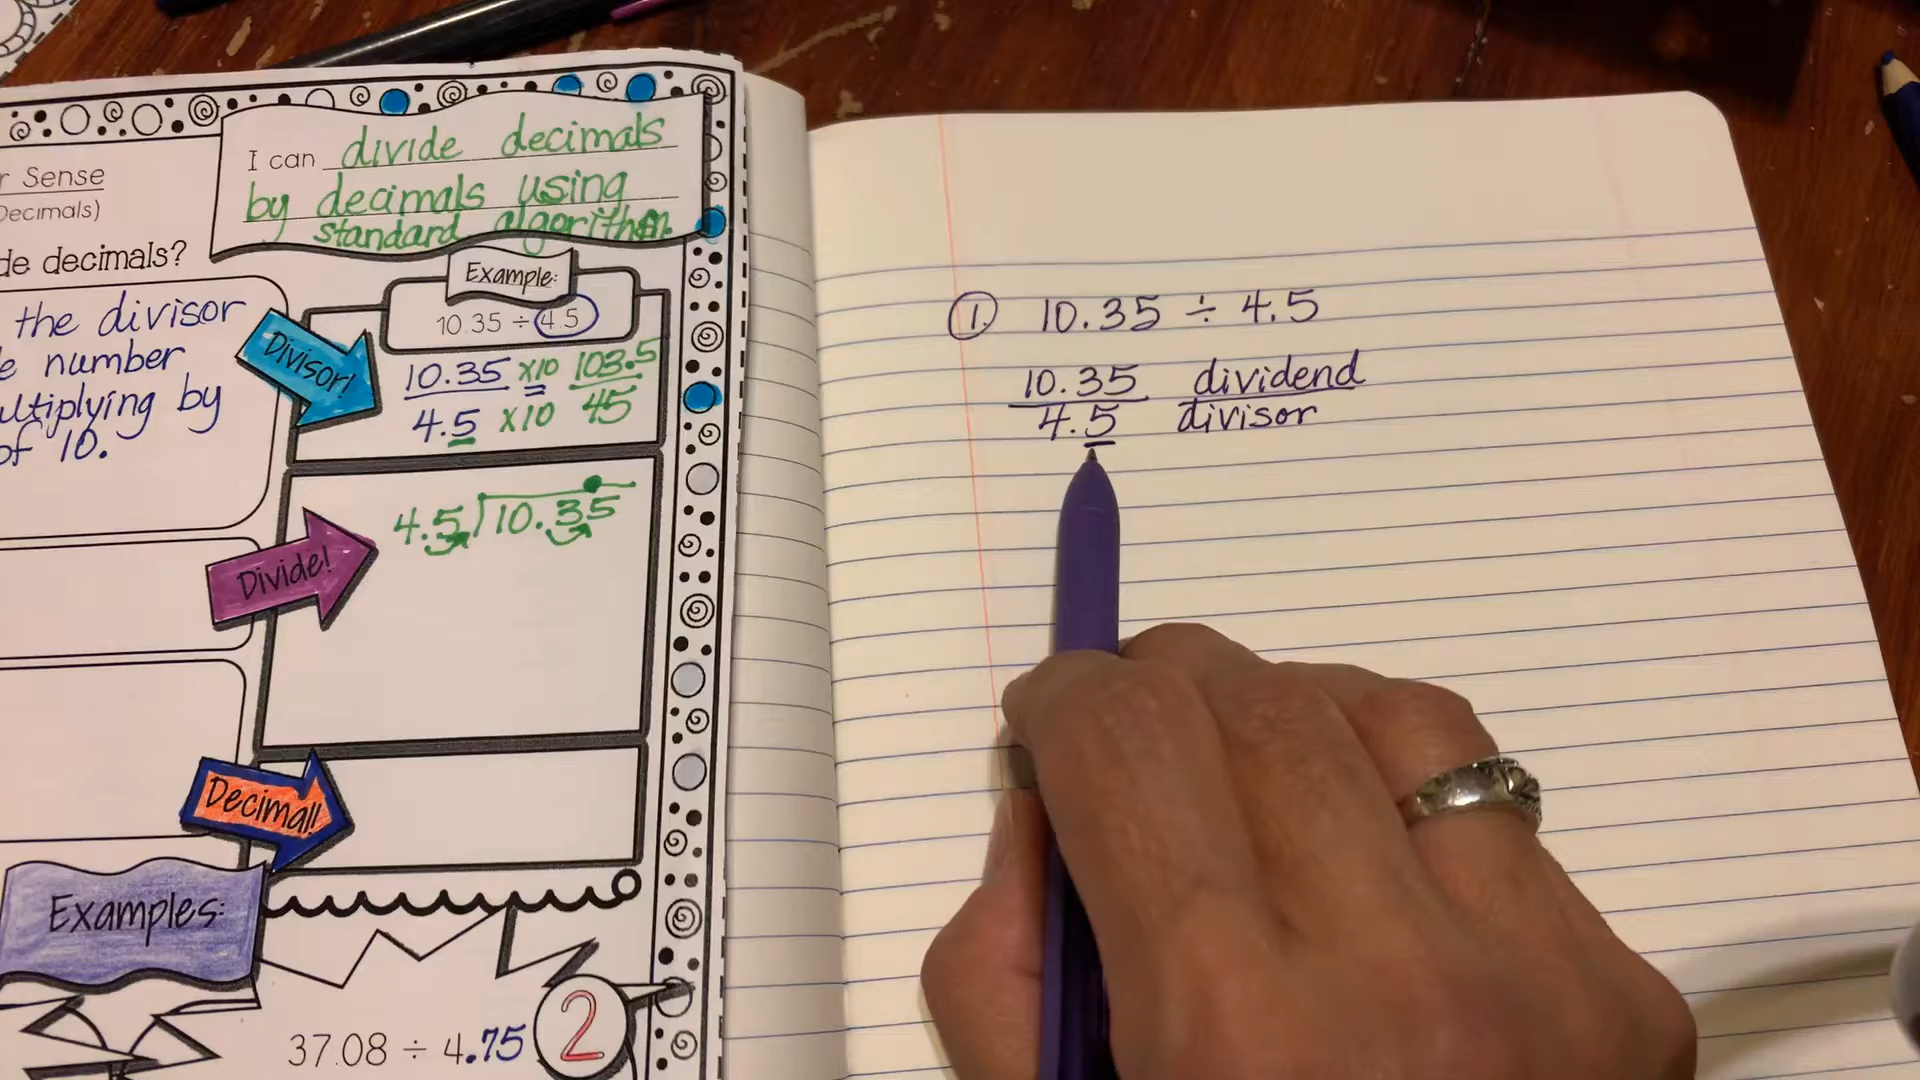 r Sense
Decimals)
de decimals?
I can divide decimals
by decimals using
standard algorithm.
the divisor
e number
ultiplying by
of 10.
Divisor!
Example:
10.35 ÷ 4.5
10.35 x10 103.5
4.5 x10 45
Divide!
4.5 10.35
Decimal!
Examples:
37.08 ÷ 4.75
2
1. 10.35 ÷ 4.5
10.35 dividend
4.5 divisor